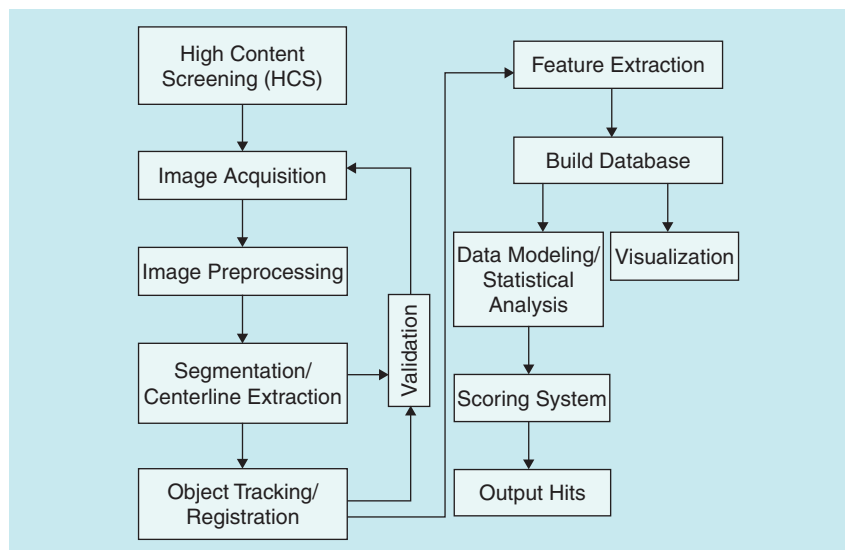 High Content
Screening (HCS)
Image Acquisition
Image Preprocessing
Segmentation/
Centerline Extraction
Object Tracking/
Registration
Validation
Feature Extraction
Build Database
Data Modeling/
Statistical
Analysis
Visualization
Scoring System
Output Hits